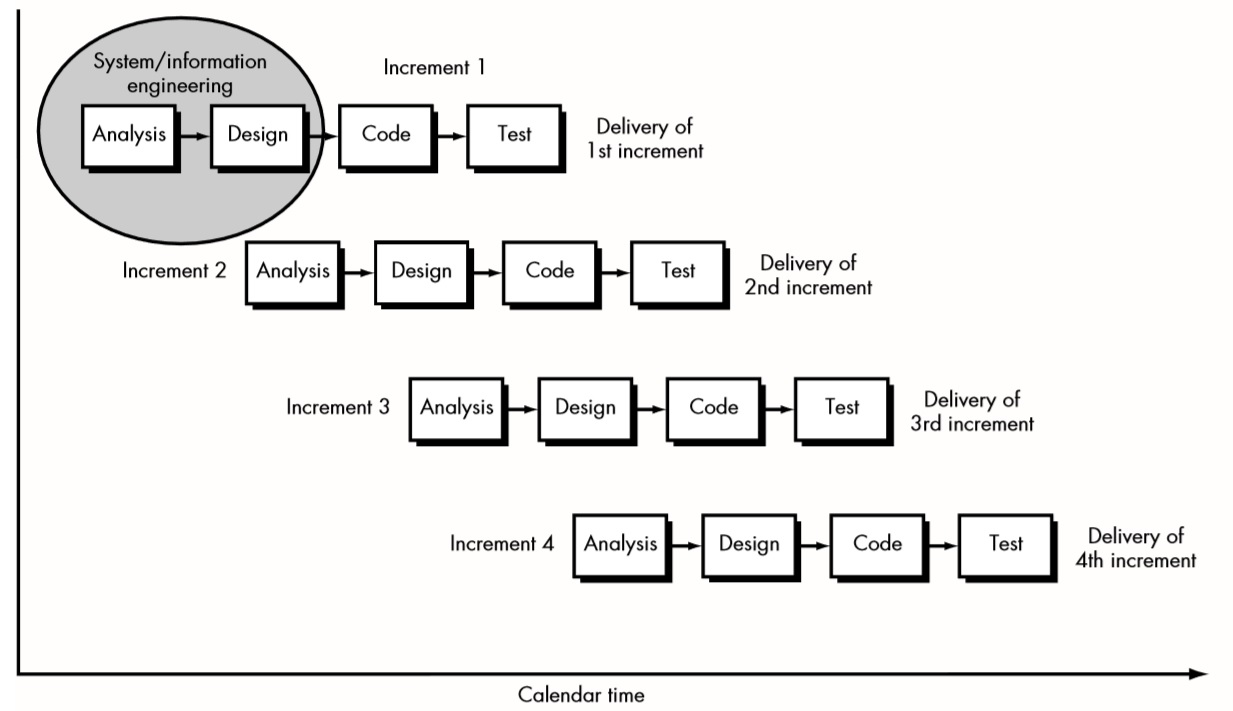 System/information
engineering
Increment 1
Analysis
Design
Code
Test
Delivery of
1st increment
Increment 2
Analysis
Design
Code
Test
Delivery of
2nd increment
Increment 3
Analysis
Design
Code
Test
Delivery of
3rd increment
Increment 4
Analysis
Design
Code
Test
Delivery of
4th increment
Calendar time